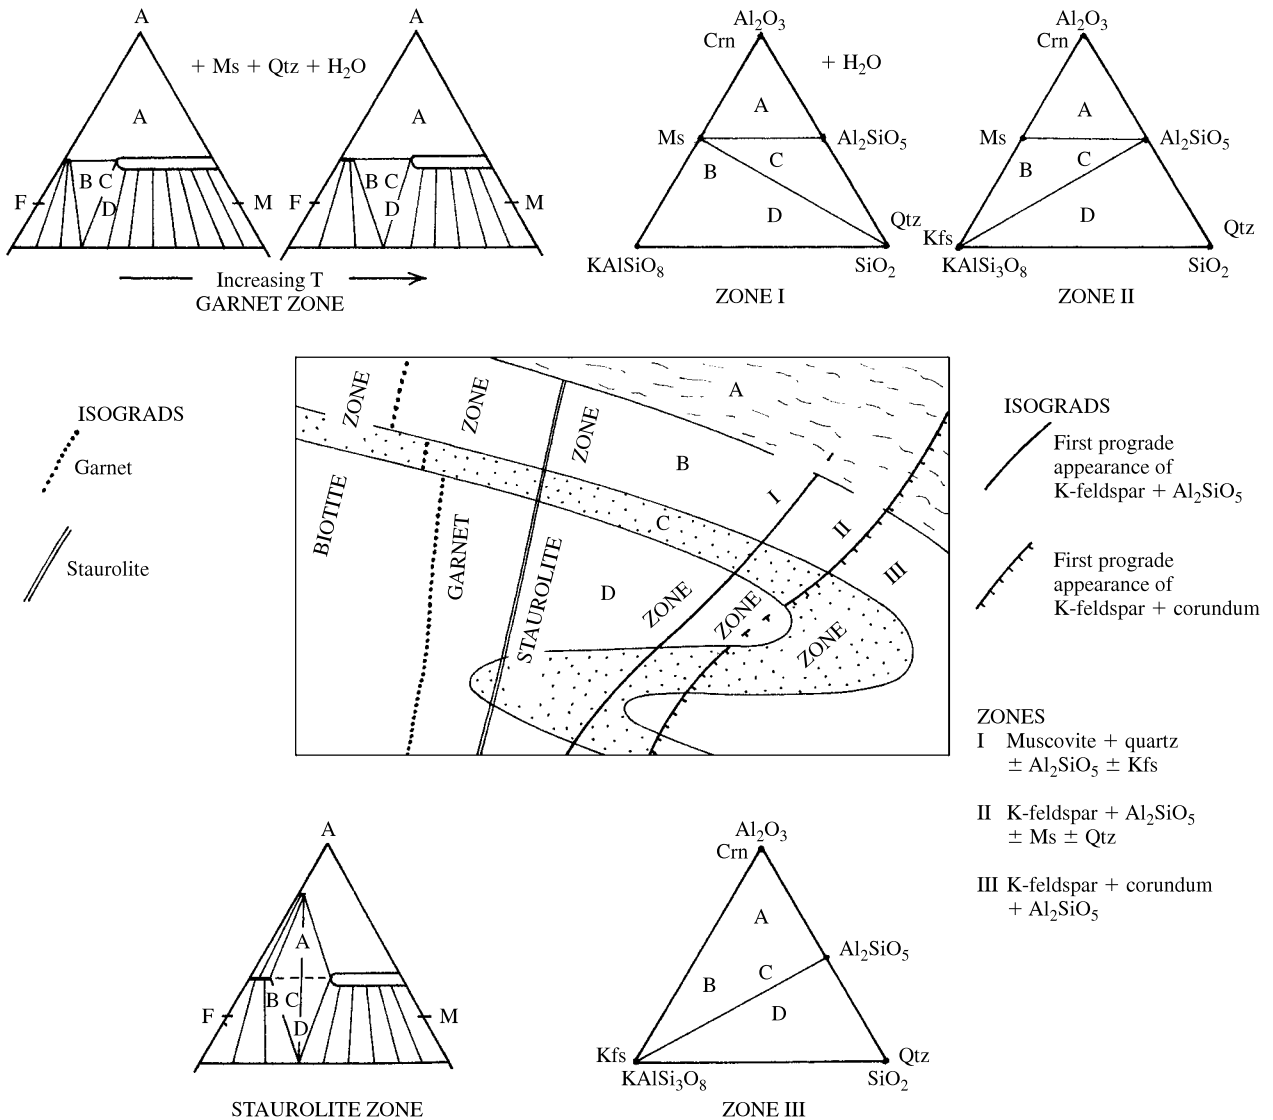 A
+ Ms + Qtz + H₂O
A
B C
D
F
M
A
A
B C
D
F
M
Increasing T
GARNET ZONE
Al₂O₃
Crn
+ H₂O
A
Ms
Al₂SiO₅
B
C
D
Qtz
KAlSiO₈
SiO₂
ZONE I
Al₂O₃
Crn
A
Ms
Al₂SiO₅
B
C
D
Qtz
Kfs
KAlSi₃O₈
SiO₂
ZONE II
ISOGRADS
Garnet
Staurolite
ZONE
ZONE
ZONE
A
B
C
D
BIOTITE
GARNET
STAUROLITE
I
II
III
ZONE
ZONE
ZONE
ISOGRADS
First prograde
appearance of
K-feldspar + Al₂SiO₅
First prograde
appearance of
K-feldspar + corundum
ZONES
I Muscovite + quartz
± Al₂SiO₅ ± Kfs
II K-feldspar + Al₂SiO₅
± Ms ± Qtz
III K-feldspar + corundum
+ Al₂SiO₅
A
A
B C
D
F
M
STAUROLITE ZONE
Al₂O₃
Crn
A
Al₂SiO₅
B
C
D
Kfs
Qtz
KAlSi₃O₈
SiO₂
ZONE III